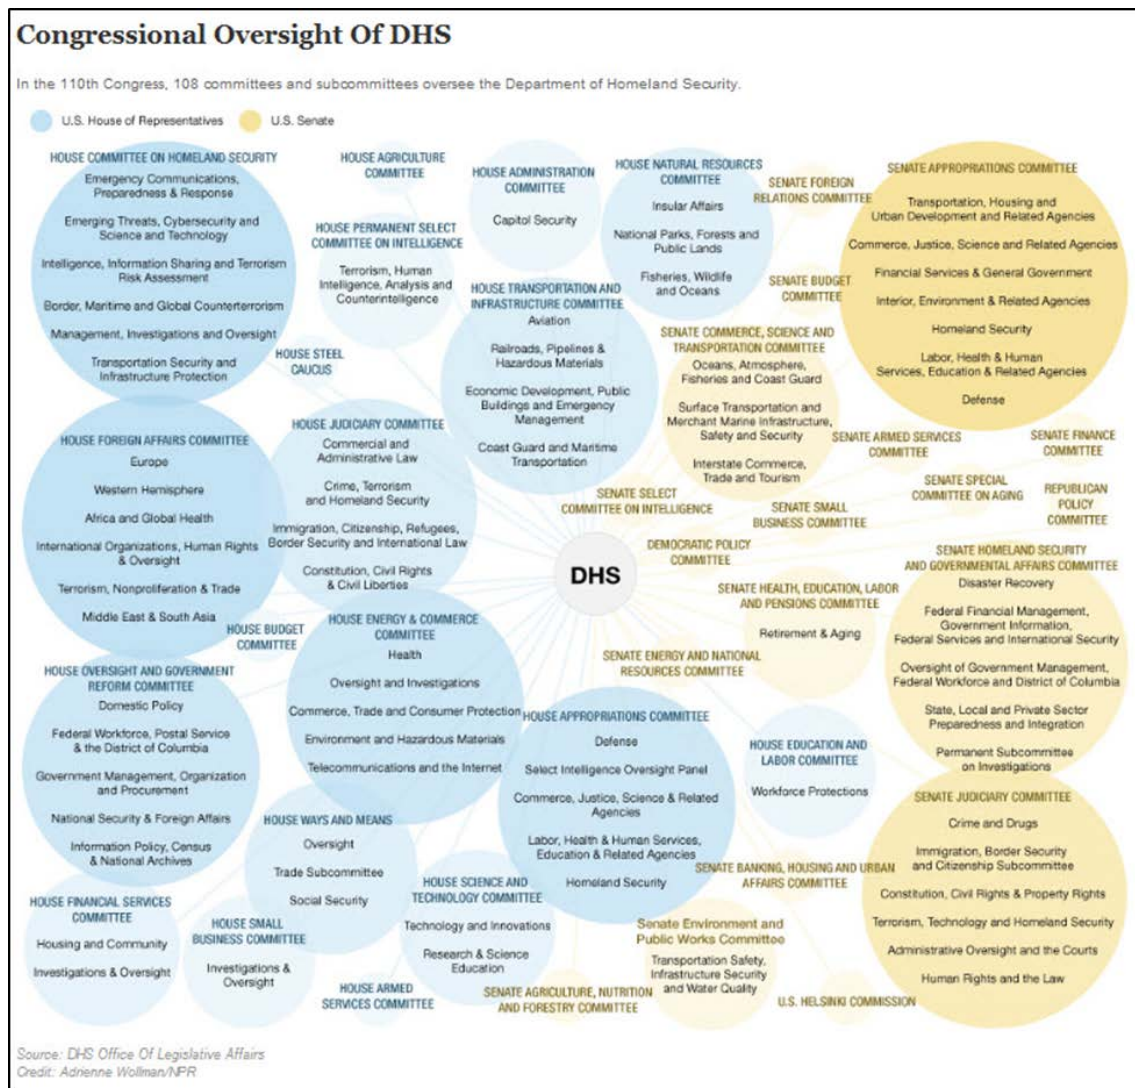 Congressional Oversight Of DHS
In the 110th Congress, 108 committees and subcommittees oversee the Department of Homeland Security.
U.S. House of Representatives
U.S. Senate
HOUSE COMMITTEE ON HOMELAND SECURITY
Emergency Communications,
Preparedness & Response
Emerging Threats, Cybersecurity and
Science and Technology
Intelligence, Information Sharing and Terrorism
Risk Assessment
Border, Maritime and Global Counterterrorism
Management, Investigations and Oversight
Transportation Security and
Infrastructure Protection
HOUSE AGRICULTURE
COMMITTEE
HOUSE PERMANENT SELECT
COMMITTEE ON INTELLIGENCE
Terrorism, Human
Intelligence, Analysis and
Counterintelligence
HOUSE ADMINISTRATION
COMMITTEE
Capitol Security
HOUSE NATURAL RESOURCES
COMMITTEE
Insular Affairs
National Parks, Forests and
Public Lands
Fisheries, Wildlife
and Oceans
SENATE FOREIGN
RELATIONS COMMITTEE
SENATE BUDGET
COMMITTEE
SENATE APPROPRIATIONS COMMITTEE
Transportation, Housing and
Urban Development and Related Agencies
Commerce, Justice, Science and Related Agencies
Financial Services & General Government
Interior, Environment & Related Agencies
Homeland Security
Labor, Health & Human
Services, Education & Related Agencies
Defense
HOUSE TRANSPORTATION AND
INFRASTRUCTURE COMMITTEE
Aviation
Railroads, Pipelines &
Hazardous Materials
Economic Development, Public
Buildings and Emergency
Management
Coast Guard and Maritime
Transportation
SENATE COMMERCE, SCIENCE AND
TRANSPORTATION COMMITTEE
Oceans, Atmosphere,
Fisheries and Coast Guard
Surface Transportation and
Merchant Marine Infrastructure,
Safety and Security
Interstate Commerce,
Trade and Tourism
HOUSE STEEL
CAUCUS
HOUSE FOREIGN AFFAIRS COMMITTEE
Europe
Western Hemisphere
Africa and Global Health
International Organizations, Human Rights
& Oversight
Terrorism, Nonproliferation & Trade
Middle East & South Asia
HOUSE JUDICIARY COMMITTEE
Commercial and
Administrative Law
Crime, Terrorism
and Homeland Security
Immigration, Citizenship, Refugees,
Border Security and International Law
Constitution, Civil Rights
& Civil Liberties
SENATE ARMED SERVICES
COMMITTEE
SENATE FINANCE
COMMITTEE
SENATE SPECIAL
COMMITTEE ON AGING
REPUBLICAN
POLICY
COMMITTEE
SENATE SELECT
COMMITTEE ON INTELLIGENCE
SENATE SMALL
BUSINESS COMMITTEE
DEMOCRATIC POLICY
COMMITTEE
DHS
SENATE HOMELAND SECURITY
AND GOVERNMENTAL AFFAIRS COMMITTEE
Disaster Recovery
Federal Financial Management,
Government Information,
Federal Services and International Security
Oversight of Government Management,
Federal Workforce and District of Columbia
State, Local and Private Sector
Preparedness and Integration
Permanent Subcommittee
on Investigations
SENATE HEALTH, EDUCATION, LABOR
AND PENSIONS COMMITTEE
Retirement & Aging
HOUSE BUDGET
COMMITTEE
HOUSE ENERGY & COMMERCE
COMMITTEE
Health
Oversight and Investigations
Commerce, Trade and Consumer Protection
Environment and Hazardous Materials
Telecommunications and the Internet
SENATE ENERGY AND NATIONAL
RESOURCES COMMITTEE
HOUSE OVERSIGHT AND GOVERNMENT
REFORM COMMITTEE
Domestic Policy
Federal Workforce, Postal Service
& the District of Columbia
Government Management, Organization
and Procurement
National Security & Foreign Affairs
Information Policy, Census
& National Archives
HOUSE APPROPRIATIONS COMMITTEE
Defense
Select Intelligence Oversight Panel
Commerce, Justice, Science & Related
Agencies
Labor, Health & Human Services,
Education & Related Agencies
Homeland Security
HOUSE EDUCATION AND
LABOR COMMITTEE
Workforce Protections
SENATE JUDICIARY COMMITTEE
Crime and Drugs
Immigration, Border Security
and Citizenship Subcommittee
Constitution, Civil Rights & Property Rights
Terrorism, Technology and Homeland Security
Administrative Oversight and the Courts
Human Rights and the Law
HOUSE WAYS AND MEANS
Oversight
Trade Subcommittee
Social Security
SENATE BANKING, HOUSING AND URBAN
AFFAIRS COMMITTEE
HOUSE FINANCIAL SERVICES
COMMITTEE
Housing and Community
Investigations & Oversight
HOUSE SMALL
BUSINESS COMMITTEE
Investigations &
Oversight
HOUSE SCIENCE AND
TECHNOLOGY COMMITTEE
Technology and Innovations
Research & Science
Education
Senate Environment and
Public Works Committee
Transportation Safety,
Infrastructure Security
and Water Quality
HOUSE ARMED
SERVICES COMMITTEE
SENATE AGRICULTURE, NUTRITION
AND FORESTRY COMMITTEE
U.S. HELSINKI COMMISSION
Source: DHS Office Of Legislative Affairs
Credit: Adrienne Wollman/NPR